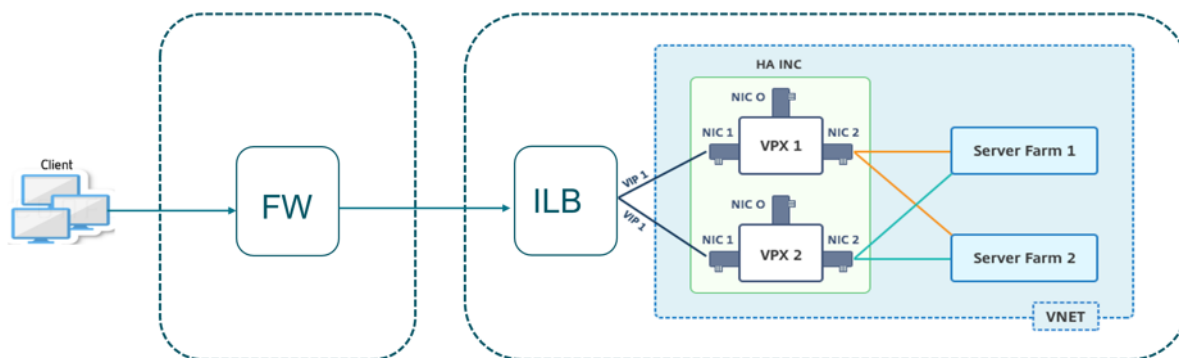 HA INC
NIC O
NIC 1
VPX 1
NIC 2
Server Farm 1
Client
FW
ILB
VIP 1
VIP 1
NIC O
NIC 1
VPX 2
NIC 2
Server Farm 2
VNET